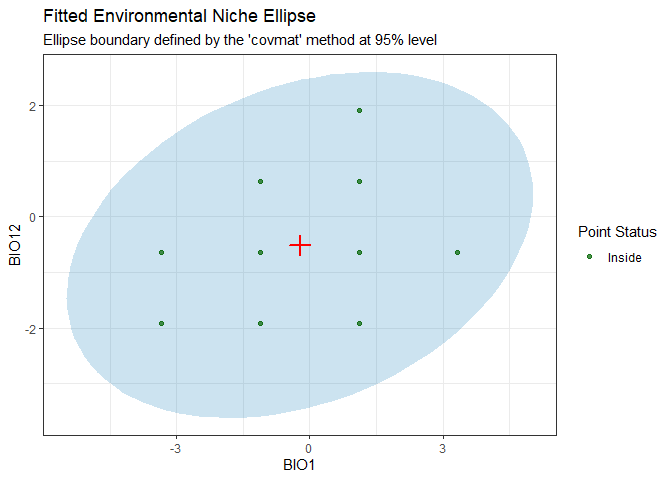 Fitted Environmental Niche Ellipse
Ellipse boundary defined by the 'covmat' method at 95% level
2
0
-2
BIO12
-3
0
3
BIO1
Point Status
Inside